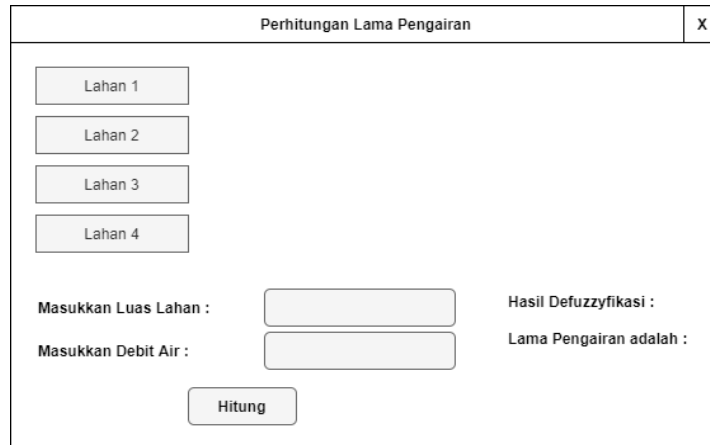 Perhitungan Lama Pengairan X
Lahan 1
Lahan 2
Lahan 3
Lahan 4
Masukkan Luas Lahan :
Hasil Defuzzyfikasi :
Masukkan Debit Air :
Lama Pengairan adalah :
Hitung